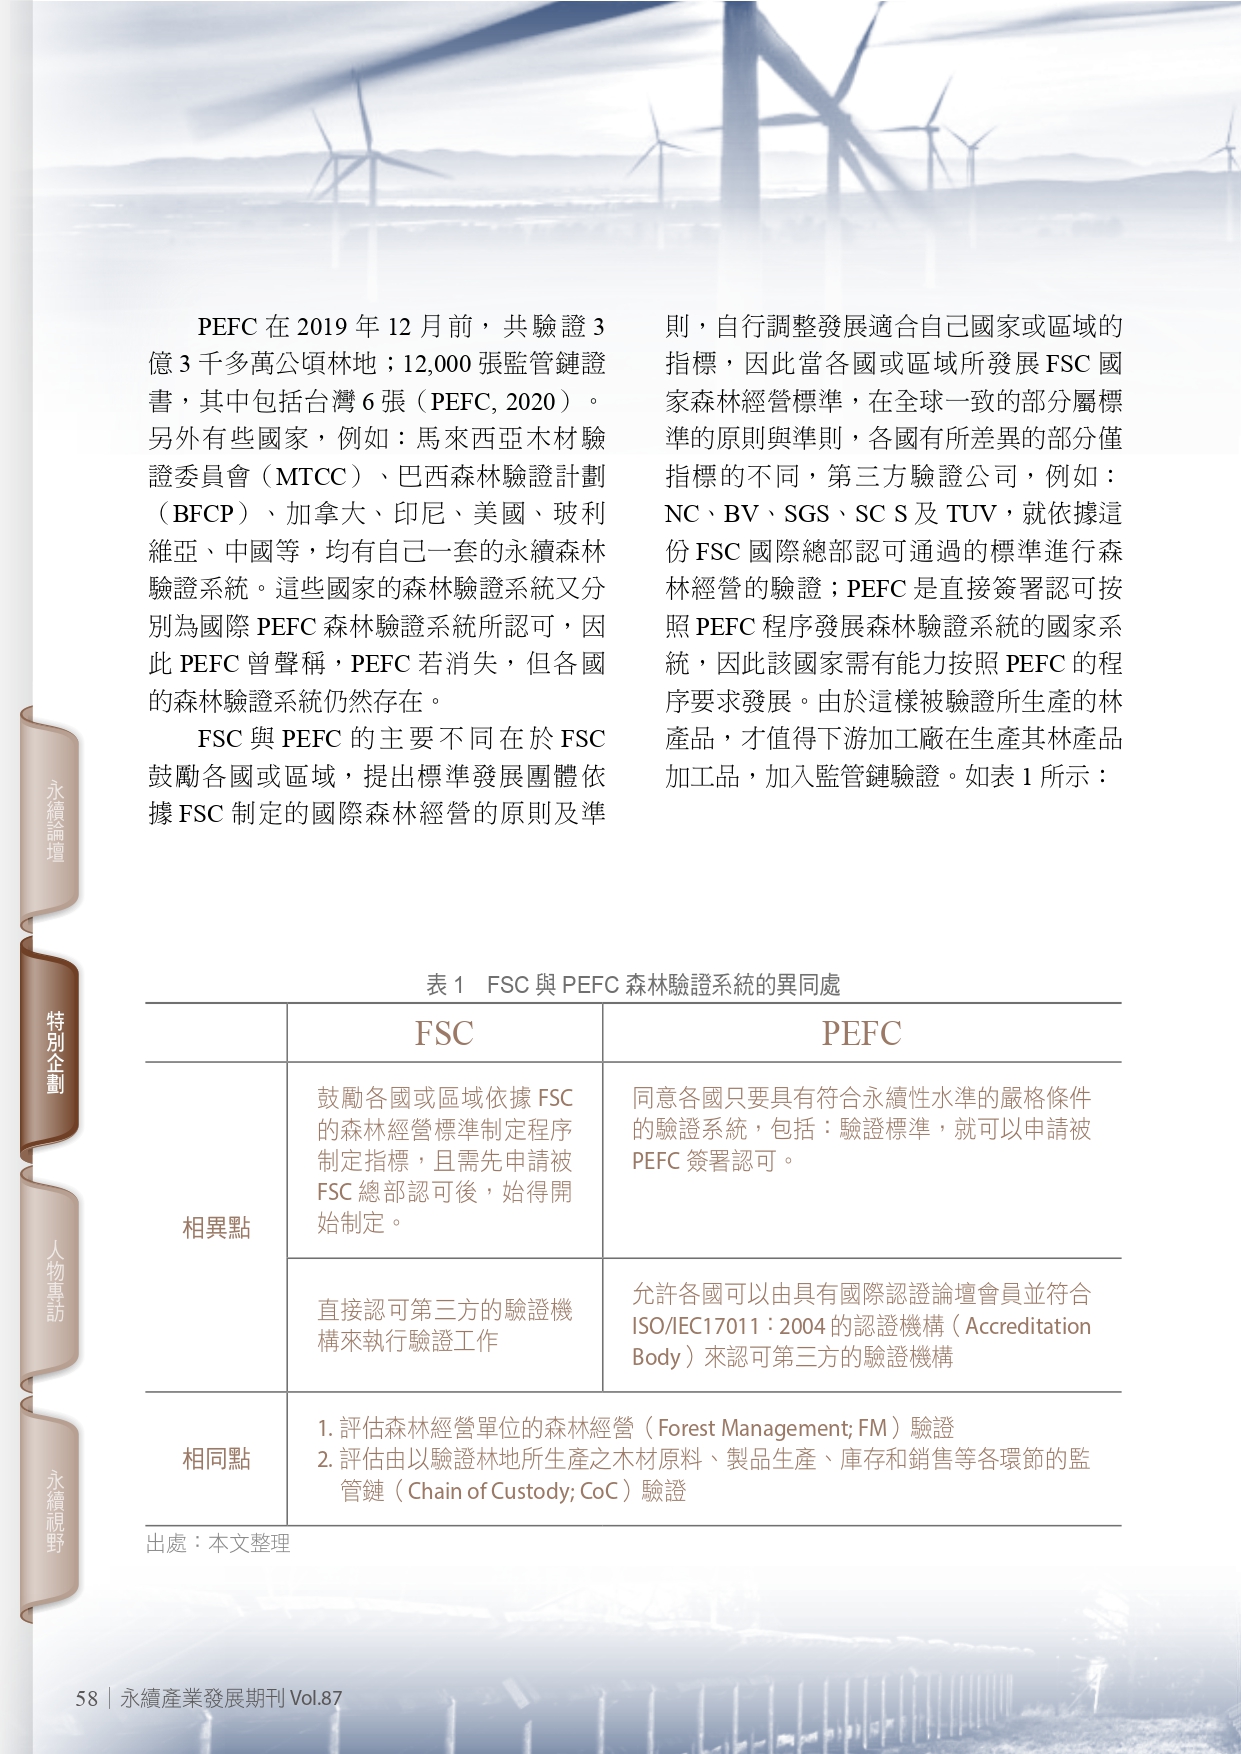 PEFC 在 2019 年 12 月前，共驗證 3
億 3 千多萬公頃林地；12,000 張監管鏈證
書，其中包括台灣 6 張（PEFC, 2020）。
另外有些國家，例如：馬來西亞木材驗
證委員會（MTCC）、巴西森林驗證計劃
（BFCP）、加拿大、印尼、美國、玻利
維亞、中國等，均有自己一套的永續森林
驗證系統。這些國家的森林驗證系統又分
別為國際 PEFC 森林驗證系統所認可，因
此 PEFC 曾聲稱，PEFC 若消失，但各國
的森林驗證系統仍然存在。
FSC 與 PEFC 的主要不同在於 FSC
鼓勵各國或區域，提出標準發展團體依
據 FSC 制定的國際森林經營的原則及準
則，自行調整發展適合自己國家或區域的
指標，因此當各國或區域所發展 FSC 國
家森林經營標準，在全球一致的部分屬標
準的原則與準則，各國有所差異的部分僅
指標的不同，第三方驗證公司，例如：
NC、BV、SGS、SC S 及 TUV，就依據這
份 FSC 國際總部認可通過的標準進行森
林經營的驗證；PEFC 是直接簽署認可按
照 PEFC 程序發展森林驗證系統的國家系
統，因此該國家需有能力按照 PEFC 的程
序要求發展。由於這樣被驗證所生產的林
產品，才值得下游加工廠在生產其林產品
加工品，加入監管鏈驗證。如表 1 所示：
表 1　FSC 與 PEFC 森林驗證系統的異同處
FSC
PEFC
相異點
鼓勵各國或區域依據 FSC
的森林經營標準制定程序
制定指標，且需先申請被
FSC 總部認可後，始得開
始制定。
同意各國只要具有符合永續性水準的嚴格條件
的驗證系統，包括：驗證標準，就可以申請被
PEFC 簽署認可。
直接認可第三方的驗證機
構來執行驗證工作
允許各國可以由具有國際認證論壇會員並符合
ISO/IEC17011：2004 的認證機構（Accreditation
Body）來認可第三方的驗證機構
相同點
1. 評估森林經營單位的森林經營（Forest Management; FM）驗證
2. 評估由以驗證林地所生產之木材原料、製品生產、庫存和銷售等各環節的監
管鏈（Chain of Custody; CoC）驗證
出處：本文整理
永續論壇
特別企劃
人物專訪
永續視野
58｜永續產業發展期刊 Vol.87